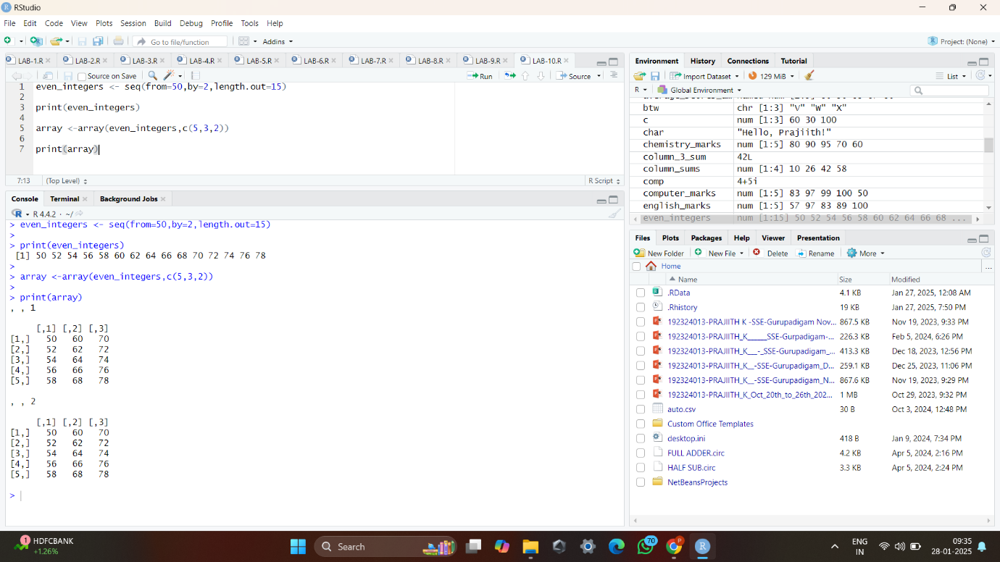 RStudio
File Edit Code View Plots Session Build Debug Profile Tools Help
Go to file/function Addins Project: (None)
LAB-1.R LAB-2.R LAB-3.R LAB-4.R LAB-5.R LAB-6.R LAB-7.R LAB-8.R LAB-9.R LAB-10.R
Source on Save Run Source
1 even_integers <- seq(from=50,by=2,length.out=15)
2
3 print(even_integers)
4
5 array <-array(even_integers,c(5,3,2))
6
7 print(array)
7:13 (Top Level) R Script
Console Terminal Background Jobs
R 4.4.2 · ~/
> even_integers <- seq(from=50,by=2,length.out=15)
>
> print(even_integers)
[1] 50 52 54 56 58 60 62 64 66 68 70 72 74 76 78
>
> array <-array(even_integers,c(5,3,2))
>
> print(array)
, , 1
[,1] [,2] [,3]
[1,] 50 60 70
[2,] 52 62 72
[3,] 54 64 74
[4,] 56 66 76
[5,] 58 68 78
, , 2
[,1] [,2] [,3]
[1,] 50 60 70
[2,] 52 62 72
[3,] 54 64 74
[4,] 56 66 76
[5,] 58 68 78
>
Environment History Connections Tutorial
Import Dataset 129 MiB List
R Global Environment
btw chr [1:3] "V" "W" "X"
c num [1:3] 60 30 100
char "Hello, Prajiith!"
chemistry_marks num [1:5] 80 90 95 70 60
column_3_sum 42L
column_sums num [1:4] 10 26 42 58
comp 4+5i
computer_marks num [1:5] 83 97 99 100 50
english_marks num [1:5] 57 97 83 89 100
even_integers num [1:15] 50 52 54 56 58 60 62 64 66 68 ...
Files Plots Packages Help Viewer Presentation
New Folder New File Delete Rename More
Home ...
Name Size Modified
.RData 4.1 KB Jan 27, 2025, 12:08 AM
.Rhistory 19 KB Jan 27, 2025, 7:50 PM
192324013-PRAJIITH K -SSE-Gurupadigam Nov... 867.5 KB Nov 19, 2023, 9:33 PM
192324013-PRAJIITH_K_____SSE-Gurpadigam-... 226.3 KB Feb 5, 2024, 6:26 PM
192324013-PRAJIITH_K___-_SSE-Gurupadigam_... 413.3 KB Dec 18, 2023, 12:56 PM
192324013-PRAJIITH_K__-SSE-Gurupadigam_D... 259.1 KB Dec 25, 2023, 11:06 PM
192324013-PRAJIITH_K__-SSE-Gurupadigam_N... 867.6 KB Nov 19, 2023, 9:29 PM
192324013-PRAJIITH_K_Oct_20th_to_26th_202... 1 MB Oct 29, 2023, 9:32 PM
auto.csv 30 B Oct 3, 2024, 12:48 PM
Custom Office Templates
desktop.ini 418 B Jan 9, 2024, 7:34 PM
FULL ADDER.circ 4.2 KB Apr 5, 2024, 2:16 PM
HALF SUB.circ 3.3 KB Apr 5, 2024, 2:24 PM
NetBeansProjects
1 HDFCBANK
+1.26%
Search
70
P
R
ENG
IN
09:35
28-01-2025